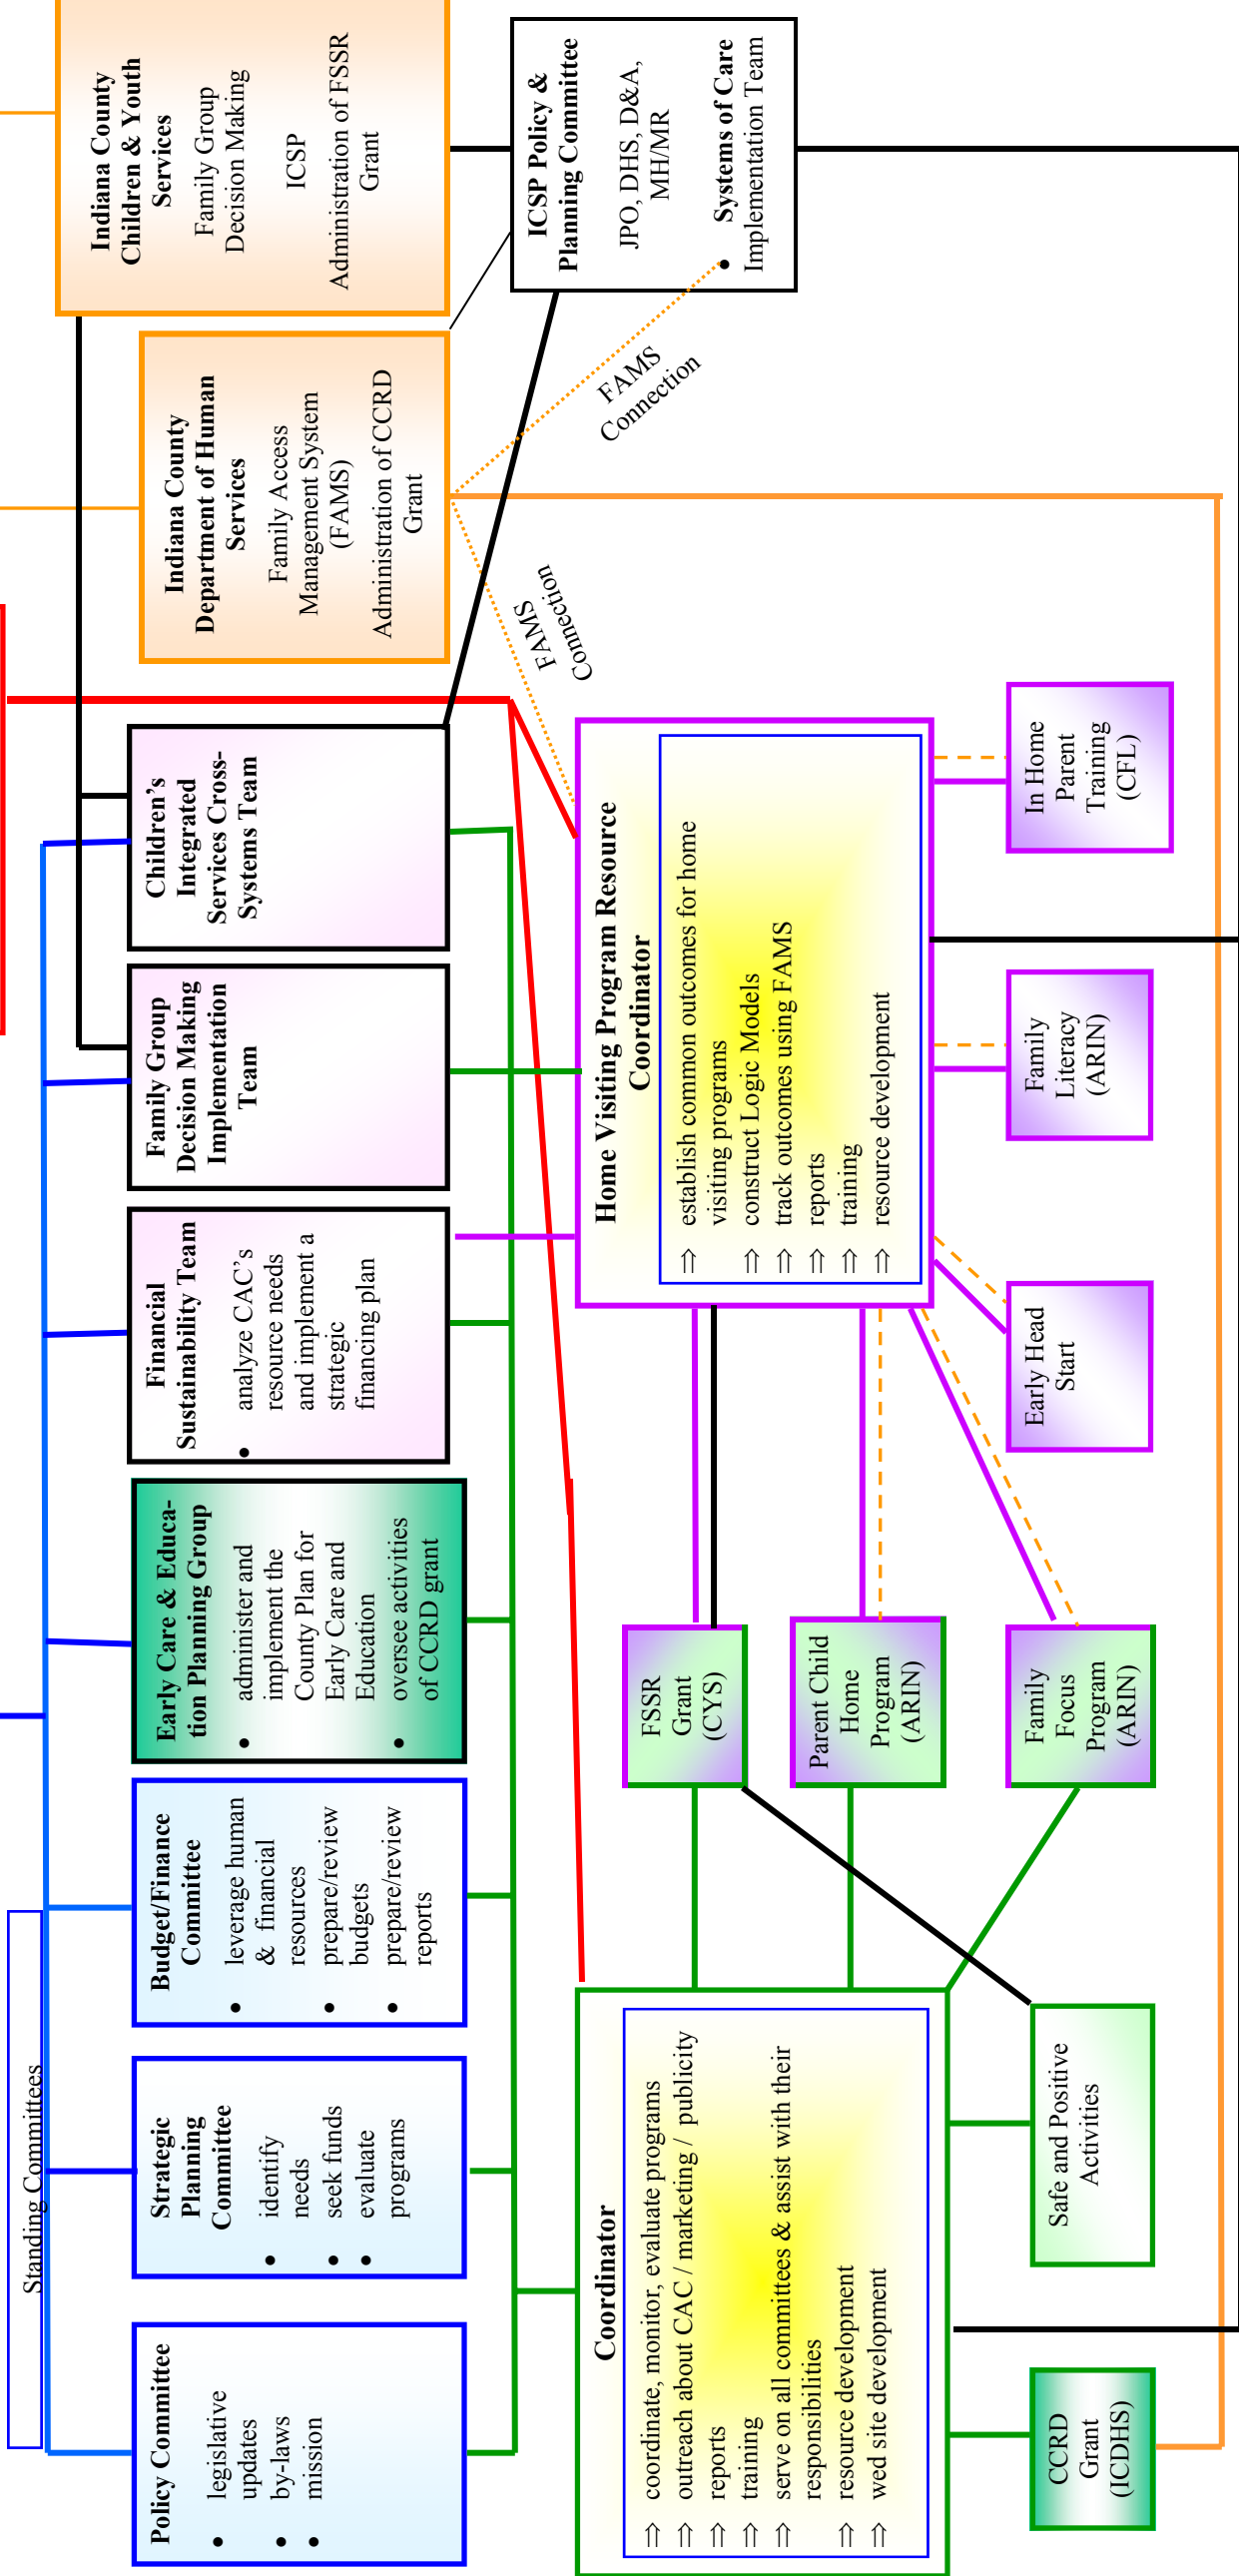 Standing Committees
Policy Committee
• legislative
updates
• by-laws
• mission
Strategic
Planning
Committee
• identify
needs
• seek funds
• evaluate
programs
Budget/Finance
Committee
• leverage human
& financial
resources
• prepare/review
budgets
• prepare/review
reports
Early Care & Educa-
tion Planning Group
• administer and
implement the
County Plan for
Early Care and
Education
• oversee activities
of CCRD grant
Financial
Sustainability Team
• analyze CAC's
resource needs
and implement a
strategic
financing plan
Family Group
Decision Making
Implementation
Team
Children's
Integrated
Services Cross-
Systems Team
Indiana County
Department of Human
Services
Family Access
Management System
(FAMS)
Administration of CCRD
Grant
Indiana County
Children & Youth
Services
Family Group
Decision Making
ICSP
Administration of FSSR
Grant
ICSP Policy &
Planning Committee
JPO, DHS, D&A,
MH/MR
• Systems of Care
Implementation Team
FAMS
Connection
FAMS
Connection
Coordinator
⇒ coordinate, monitor, evaluate programs
⇒ outreach about CAC / marketing / publicity
⇒ reports
⇒ training
⇒ serve on all committees & assist with their
responsibilities
⇒ resource development
⇒ wed site development
Home Visiting Program Resource
Coordinator
⇒ establish common outcomes for home
visiting programs
⇒ construct Logic Models
⇒ track outcomes using FAMS
⇒ reports
⇒ training
⇒ resource development
FSSR
Grant
(CYS)
Parent Child
Home
Program
(ARIN)
Family
Focus
Program
(ARIN)
CCRD
Grant
(ICDHS)
Safe and Positive
Activities
Early Head
Start
Family
Literacy
(ARIN)
In Home
Parent
Training
(CFL)